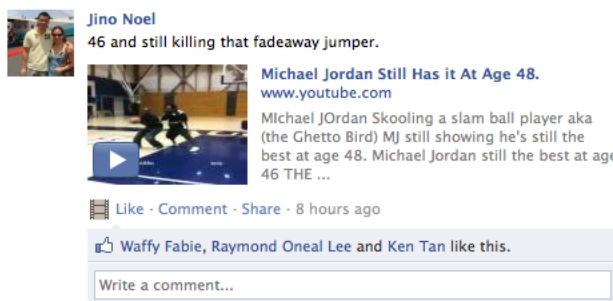 Jino Noel
46 and still killing that fadeaway jumper.
Michael Jordan Still Has it At Age 48.
www.youtube.com
MIchael JOrdan Skooling a slam ball player aka
(the Ghetto Bird) MJ still showing he's still the
best at age 48. Michael Jordan still the best at age
46 THE ...
Like · Comment · Share · 8 hours ago
Waffy Fabie, Raymond Oneal Lee and Ken Tan like this.
Write a comment...